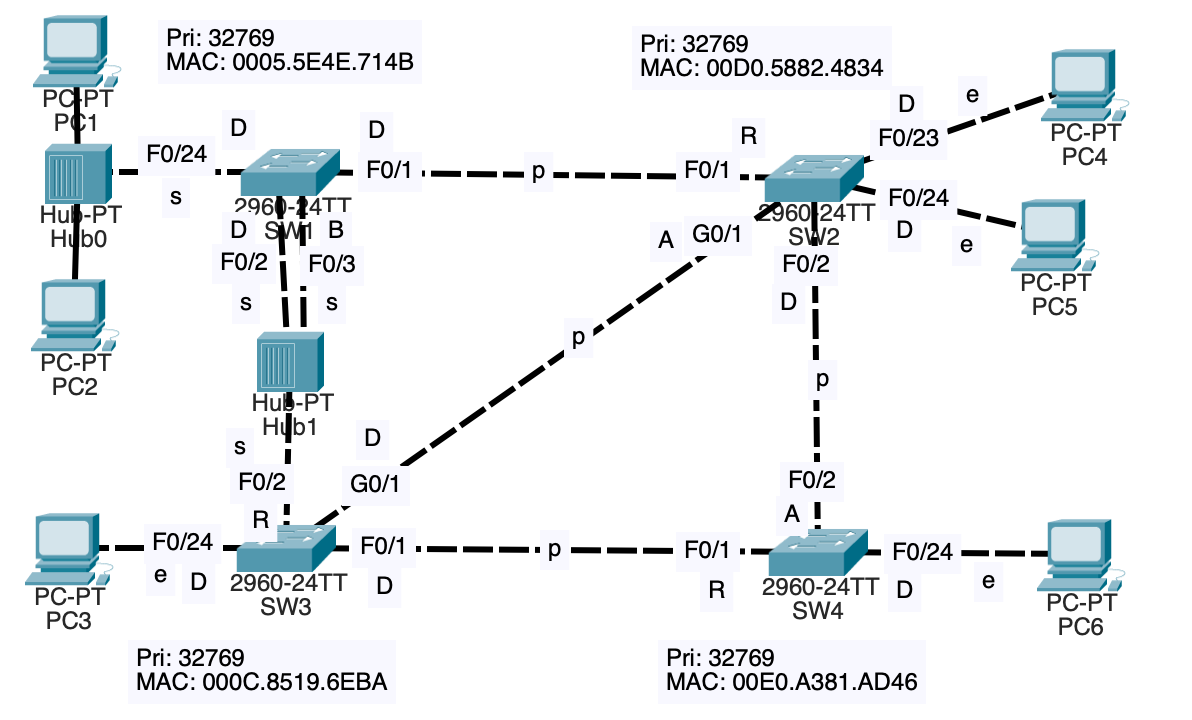 Pri: 32769
MAC: 0005.5E4E.714B
Pri: 32769
MAC: 00D0.5882.4834
PC-PT
PC1
D
D
R
D
e
F0/23
PC-PT
PC4
F0/24
s
F0/1
p
F0/1
Hub-PT
Hub0
2960-24TT
SW1
2960-24TT
SW2
F0/24
D
e
PC-PT
PC5
D
B
F0/2
F0/3
s
s
A
G0/1
F0/2
D
p
p
PC-PT
PC2
Hub-PT
Hub1
s
D
F0/2
G0/1
R
F0/2
A
F0/24
e
D
PC-PT
PC3
2960-24TT
SW3
F0/1
D
p
F0/1
R
2960-24TT
SW4
F0/24
D
e
PC-PT
PC6
Pri: 32769
MAC: 000C.8519.6EBA
Pri: 32769
MAC: 00E0.A381.AD46